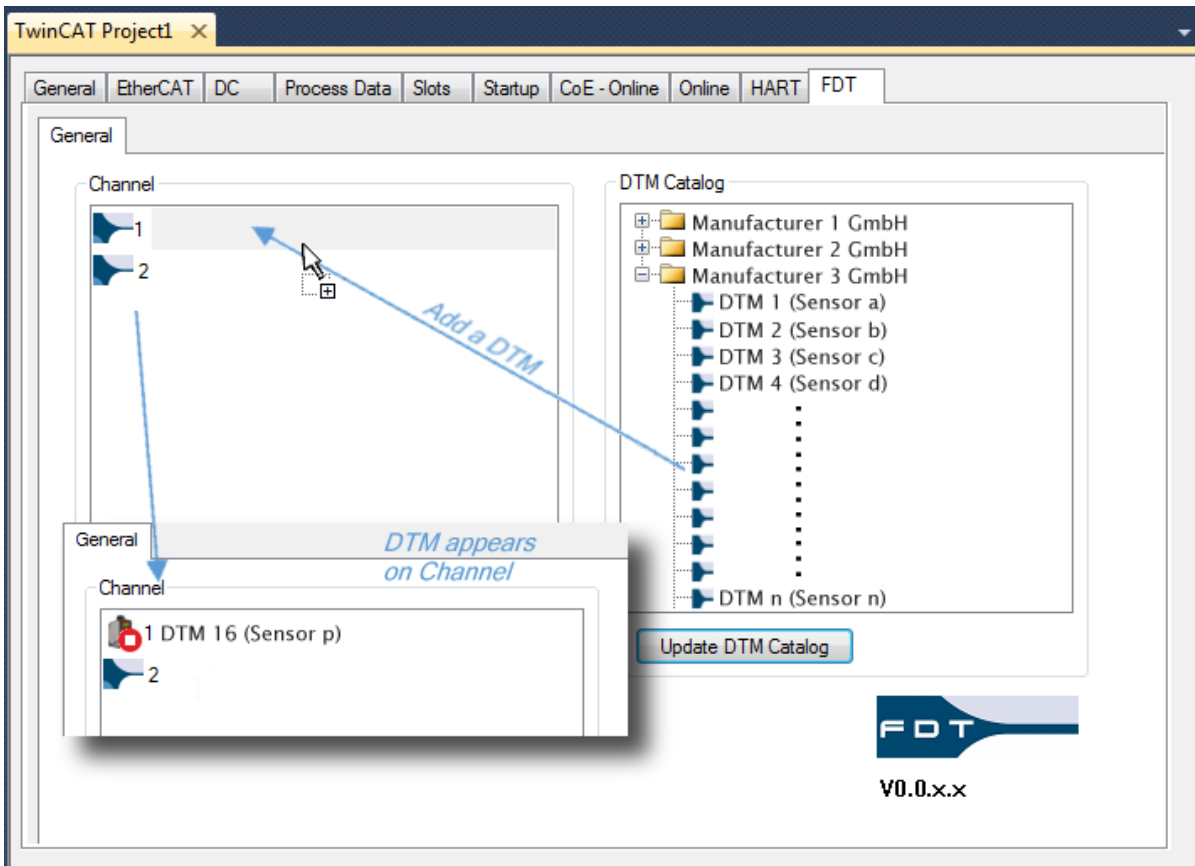 TwinCAT Project1
General EtherCAT DC Process Data Slots Startup CoE - Online Online HART FDT
General
Channel
1
2
Add a DTM
DTM Catalog
Manufacturer 1 GmbH
Manufacturer 2 GmbH
Manufacturer 3 GmbH
DTM 1 (Sensor a)
DTM 2 (Sensor b)
DTM 3 (Sensor c)
DTM 4 (Sensor d)
DTM n (Sensor n)
Update DTM Catalog
General
DTM appears
on Channel
Channel
1 DTM 16 (Sensor p)
2
FDT
V0.0.x.x